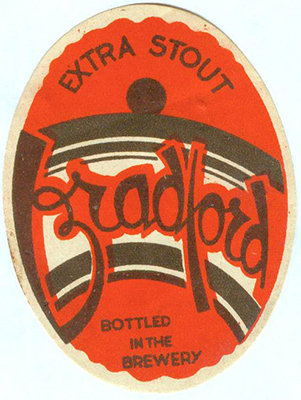 EXTRA STOUT
Bradford
BOTTLED
IN THE
BREWERY